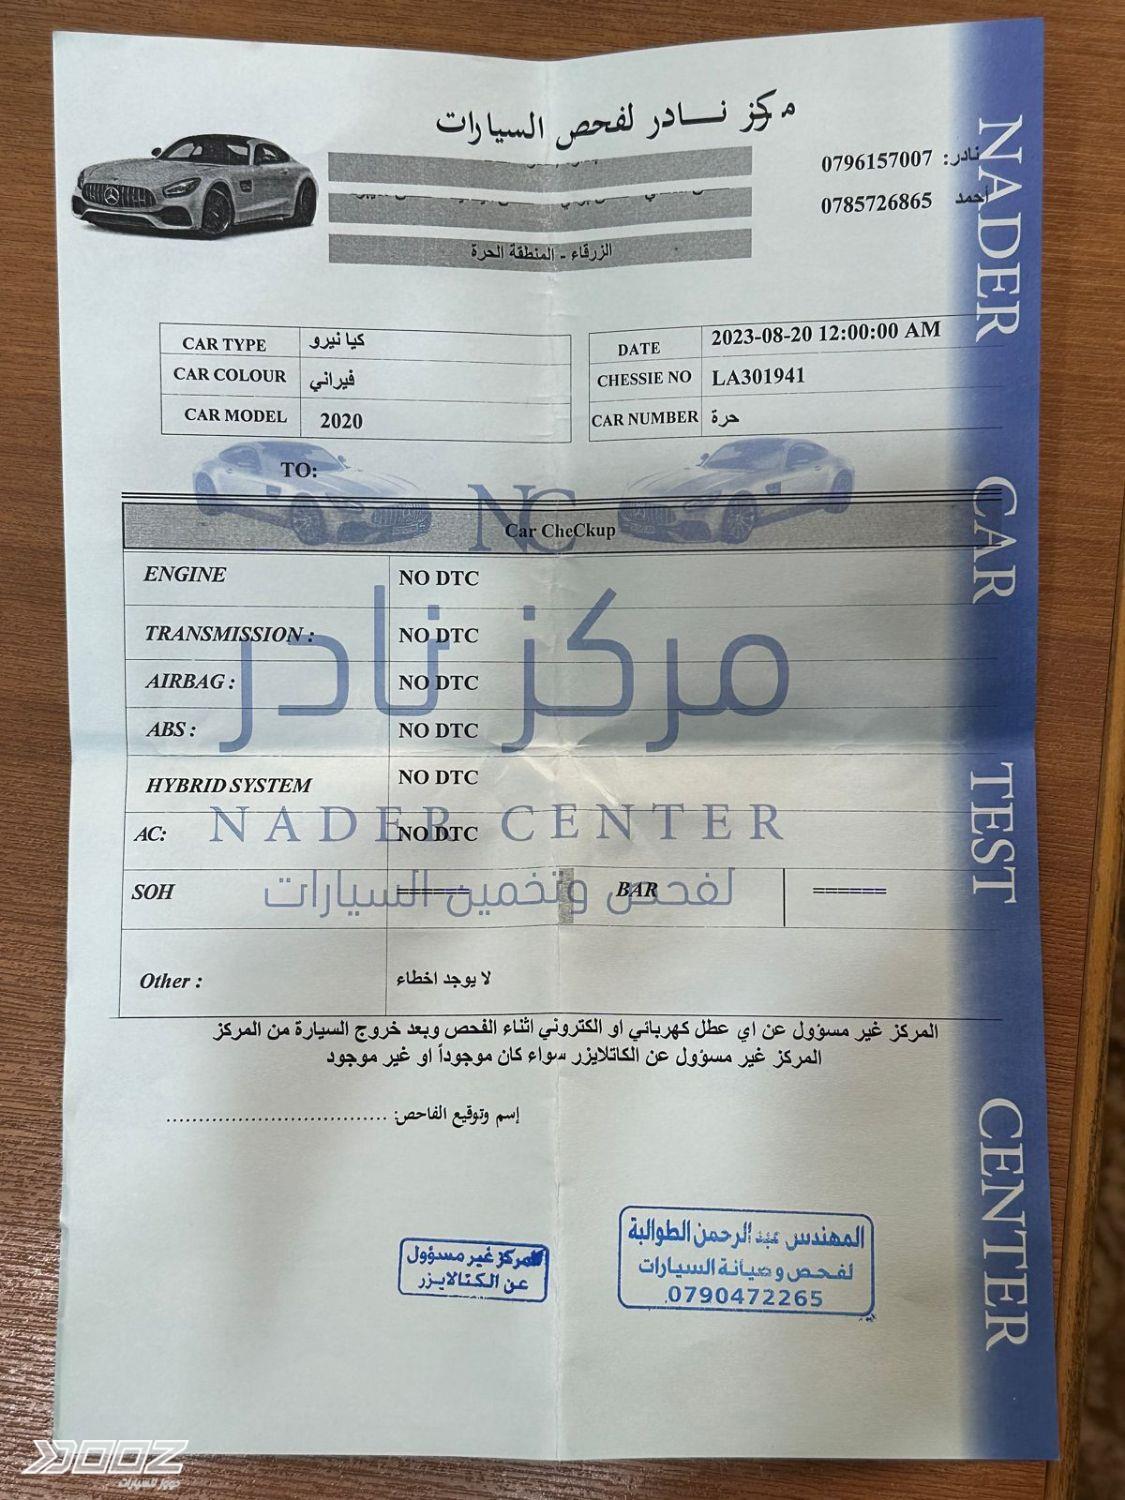 مركز نـــادر لفحص السيارات
نادر: 0796157007
أحمد 0785726865
الزرقاء - المنطقة الحرة
CAR TYPE كيا نيرو
CAR COLOUR فيراني
CAR MODEL 2020
DATE 2023-08-20 12:00:00 AM
CHESSIE NO LA301941
CAR NUMBER حرة
TO:
NC
Car CheCkup
ENGINE NO DTC
TRANSMISSION : NO DTC
AIRBAG : NO DTC
ABS : NO DTC
HYBRID SYSTEM NO DTC
AC: NO DTC
SOH ====== BAR ======
Other : لا يوجد اخطاء
مركز نادر
NADER CENTER
لفحص وتخمين السيارات
المركز غير مسؤول عن اي عطل كهربائي او الكتروني اثناء الفحص وبعد خروج السيارة من المركز
المركز غير مسؤول عن الكاتلايزر سواء كان موجوداً او غير موجود
إسم وتوقيع الفاحص: ..................................
المركز غير مسؤول
عن الكتالايزر
المهندس عبد الرحمن الطوالبة
لفحص وصيانة السيارات
0790472265
NADER CAR TEST CENTER
DOOZ
دووز للسيارات